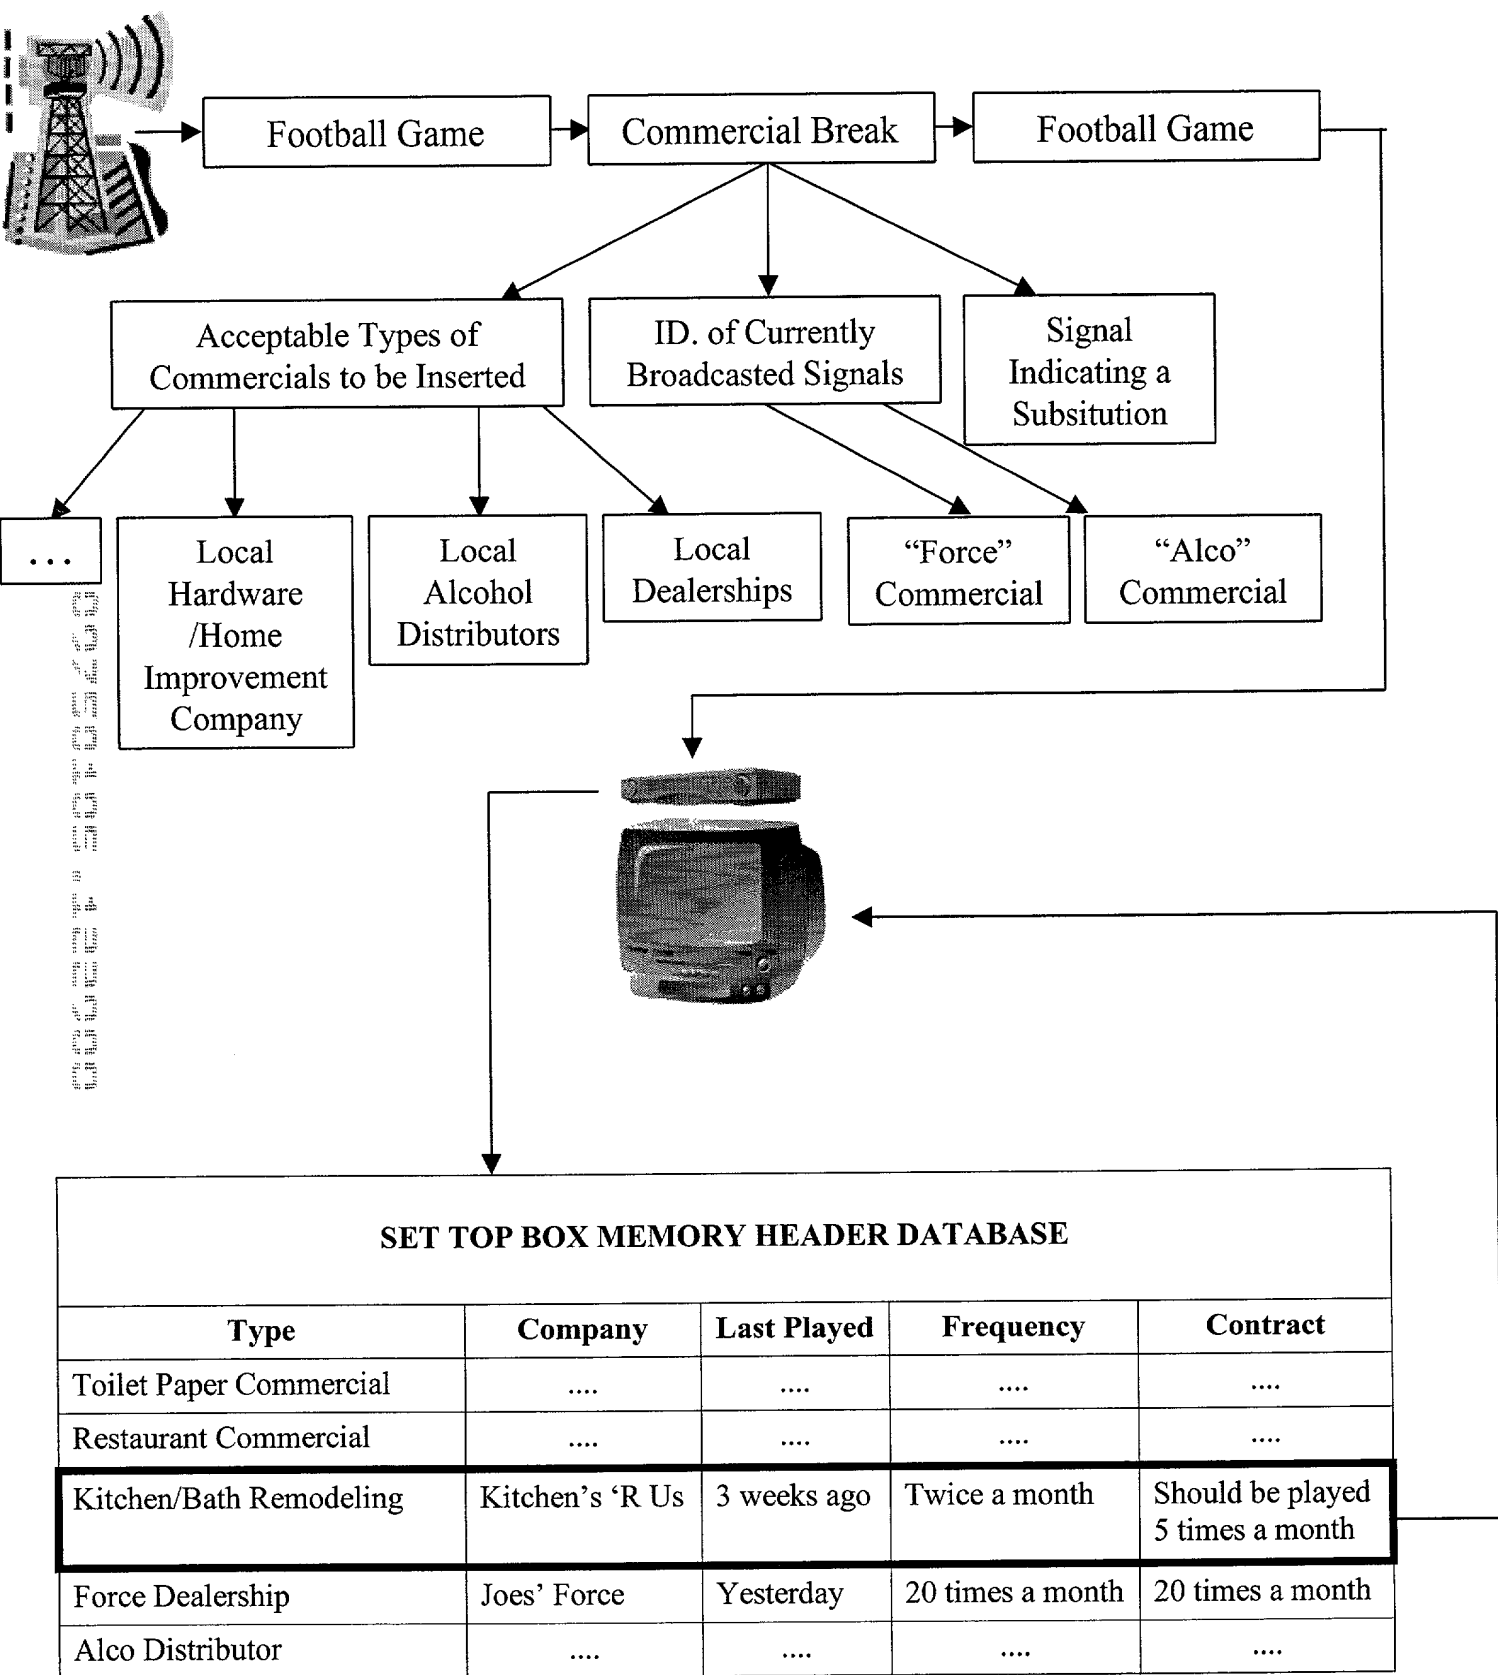 Football Game
Commercial Break
Football Game
Acceptable Types of
Commercials to be Inserted
ID. of Currently
Broadcasted Signals
Signal
Indicating a
Subsitution
...
Local
Hardware
/Home
Improvement
Company
Local
Alcohol
Distributors
Local
Dealerships
“Force”
Commercial
“Alco”
Commercial
SET TOP BOX MEMORY HEADER DATABASE
Type Company Last Played Frequency Contract
Toilet Paper Commercial .... .... .... ....
Restaurant Commercial .... .... .... ....
Kitchen/Bath Remodeling Kitchen's ‘R Us 3 weeks ago Twice a month Should be played
5 times a month
Force Dealership Joes’ Force Yesterday 20 times a month 20 times a month
Alco Distributor .... .... .... ....